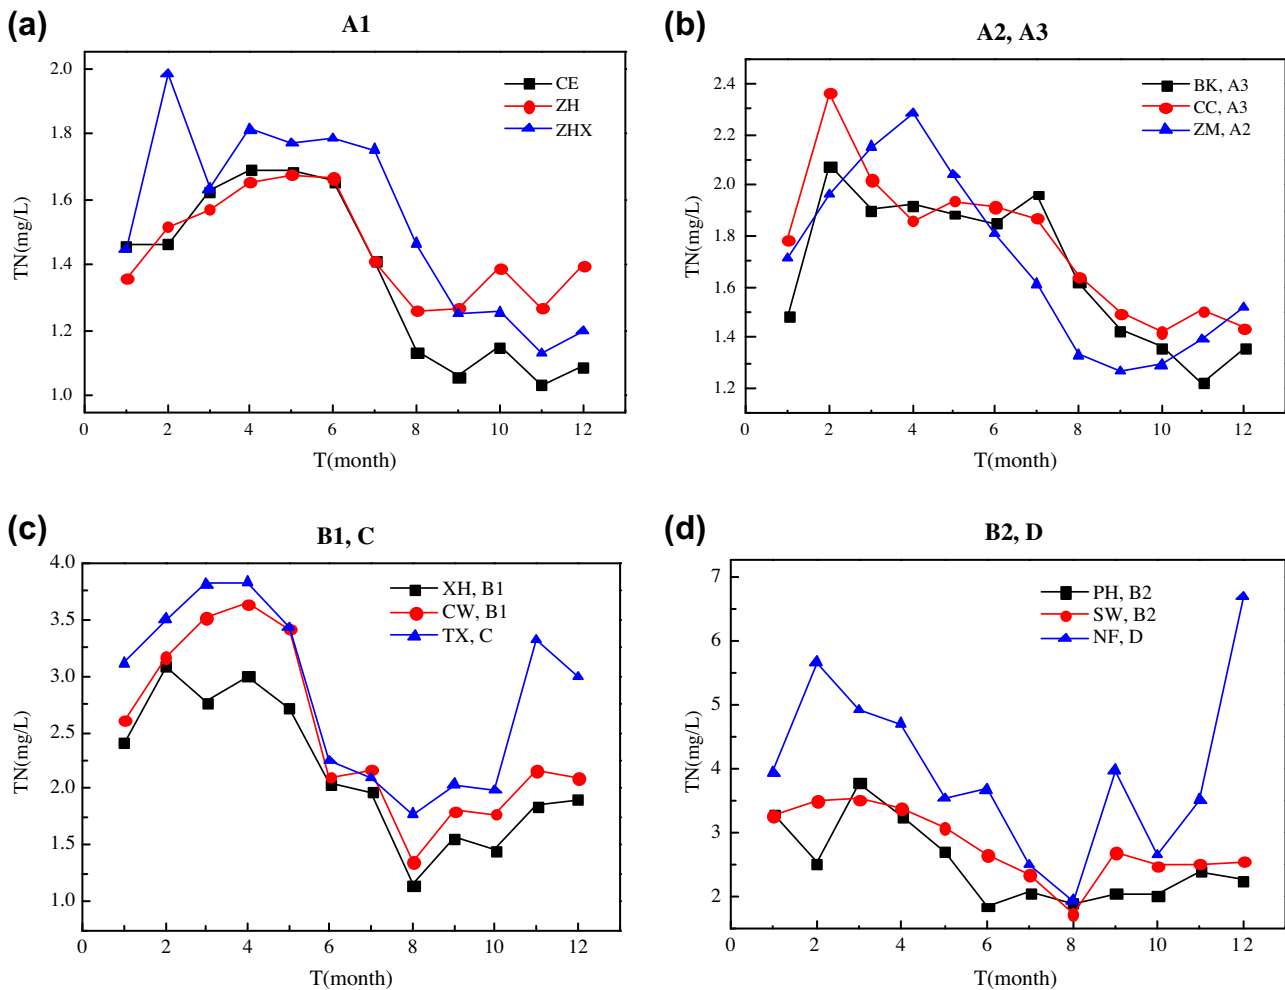 (a)
A1
TN(mg/L)
2.0
1.8
1.6
1.4
1.2
1.0
CE
ZH
ZHX
0 2 4 6 8 10 12
T(month)
(b)
A2, A3
TN(mg/L)
2.4
2.2
2.0
1.8
1.6
1.4
1.2
BK, A3
CC, A3
ZM, A2
0 2 4 6 8 10 12
T(month)
(c)
B1, C
TN(mg/L)
4.0
3.5
3.0
2.5
2.0
1.5
1.0
XH, B1
CW, B1
TX, C
0 2 4 6 8 10 12
T(month)
(d)
B2, D
TN(mg/L)
7
6
5
4
3
2
PH, B2
SW, B2
NF, D
0 2 4 6 8 10 12
T(month)